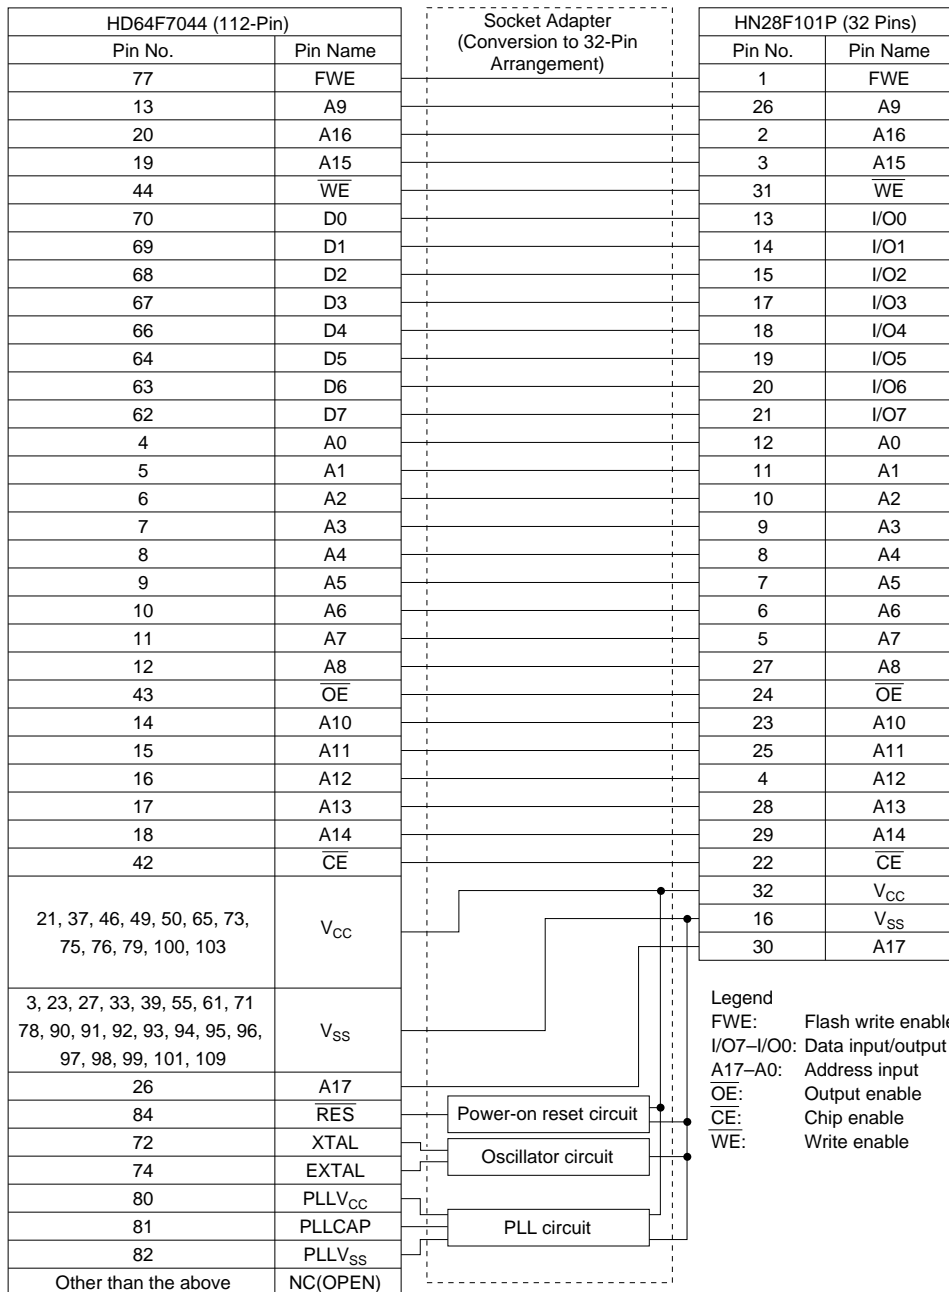 HD64F7044 (112-Pin)
Pin No. Pin Name
77 FWE
13 A9
20 A16
19 A15
44 W̅E̅
70 D0
69 D1
68 D2
67 D3
66 D4
64 D5
63 D6
62 D7
4 A0
5 A1
6 A2
7 A3
8 A4
9 A5
10 A6
11 A7
12 A8
43 O̅E̅
14 A10
15 A11
16 A12
17 A13
18 A14
42 C̅E̅
21, 37, 46, 49, 50, 65, 73,
75, 76, 79, 100, 103
VCC
3, 23, 27, 33, 39, 55, 61, 71
78, 90, 91, 92, 93, 94, 95, 96,
97, 98, 99, 101, 109
VSS
26 A17
84 R̅E̅S̅
72 XTAL
74 EXTAL
80 PLLVCC
81 PLLCAP
82 PLLVSS
Other than the above NC(OPEN)
Socket Adapter
(Conversion to 32-Pin
Arrangement)
Power-on reset circuit
Oscillator circuit
PLL circuit
HN28F101P (32 Pins)
Pin No. Pin Name
1 FWE
26 A9
2 A16
3 A15
31 W̅E̅
13 I/O0
14 I/O1
15 I/O2
17 I/O3
18 I/O4
19 I/O5
20 I/O6
21 I/O7
12 A0
11 A1
10 A2
9 A3
8 A4
7 A5
6 A6
5 A7
27 A8
24 O̅E̅
23 A10
25 A11
4 A12
28 A13
29 A14
22 C̅E̅
32 VCC
16 VSS
30 A17
Legend
FWE: Flash write enable
I/O7–I/O0: Data input/output
A17–A0: Address input
O̅E̅: Output enable
C̅E̅: Chip enable
W̅E̅: Write enable